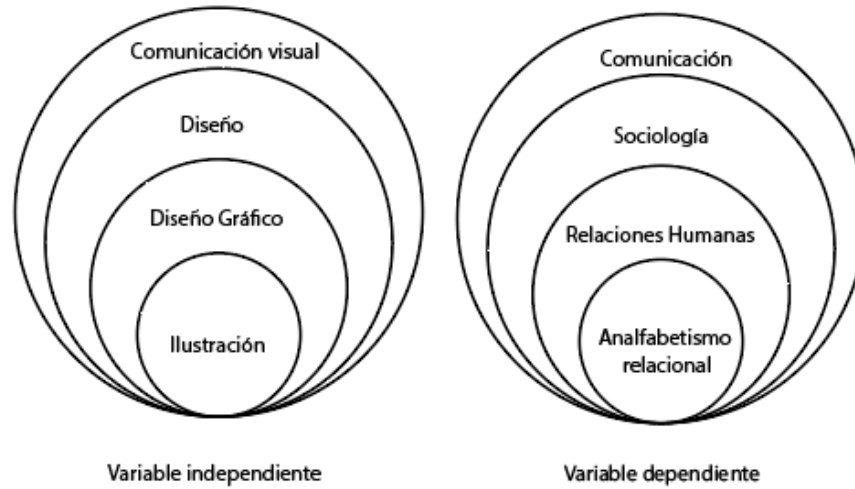 Comunicación visual
Diseño
Diseño Gráfico
Ilustración
Variable independiente
Comunicación
Sociología
Relaciones Humanas
Analfabetismo
relacional
Variable dependiente